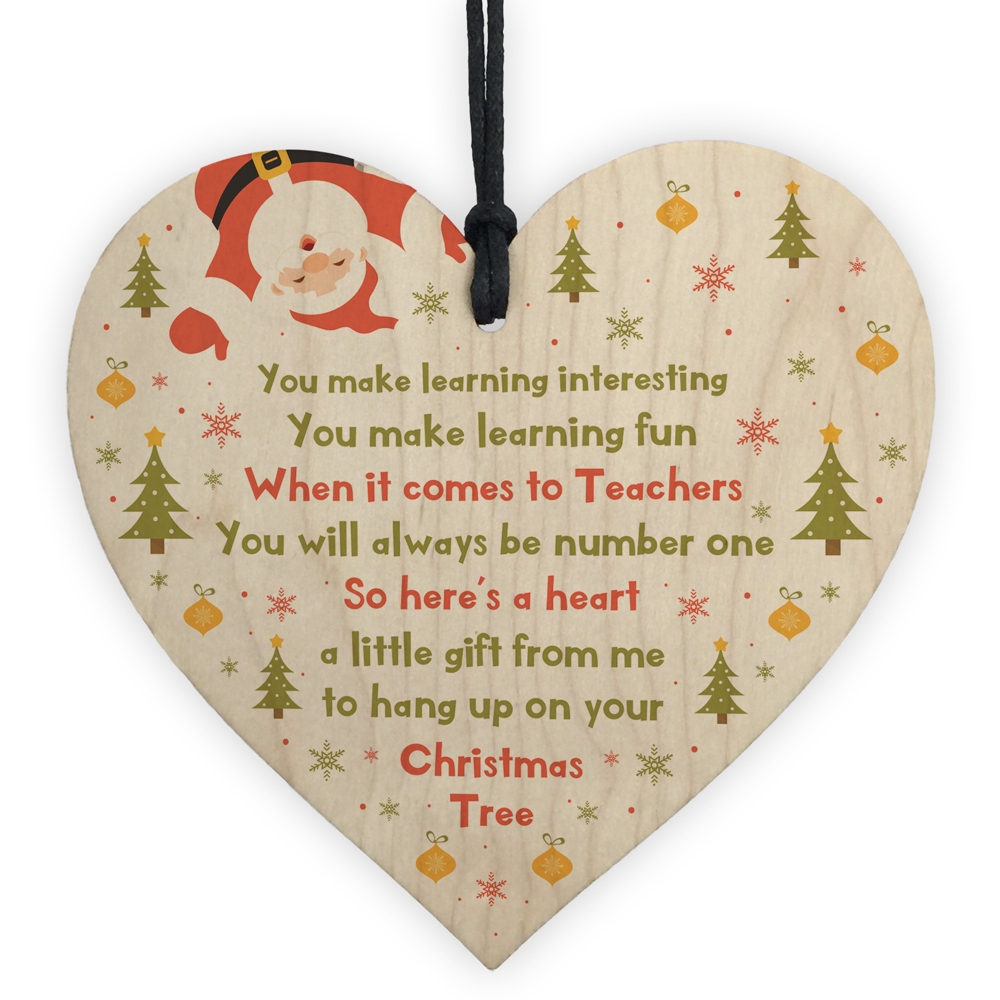 You make learning interesting
You make learning fun
When it comes to Teachers
You will always be number one
So here's a heart
a little gift from me
to hang up on your
Christmas
Tree